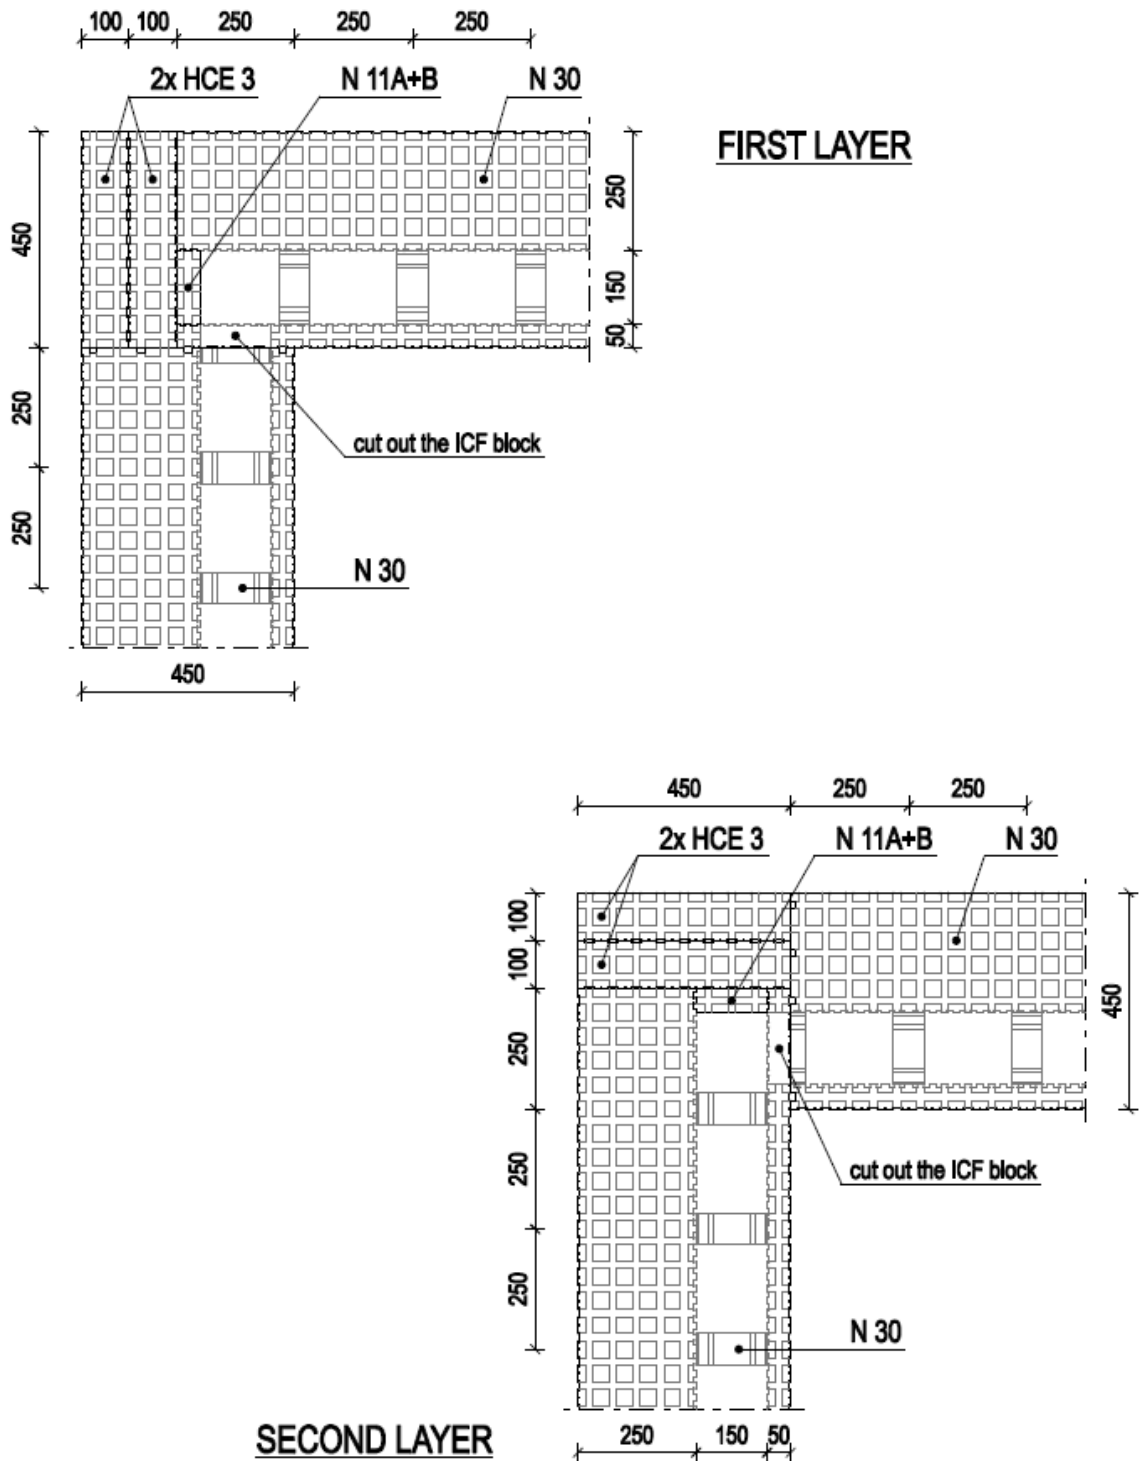 100 100 250 250 250
2x HCE 3 N 11A+B N 30
FIRST LAYER
250
450
150
50
250
cut out the ICF block
250
N 30
450
450 250 250
2x HCE 3 N 11A+B N 30
100
100
450
250
cut out the ICF block
250
250
N 30
SECOND LAYER
250 150 50